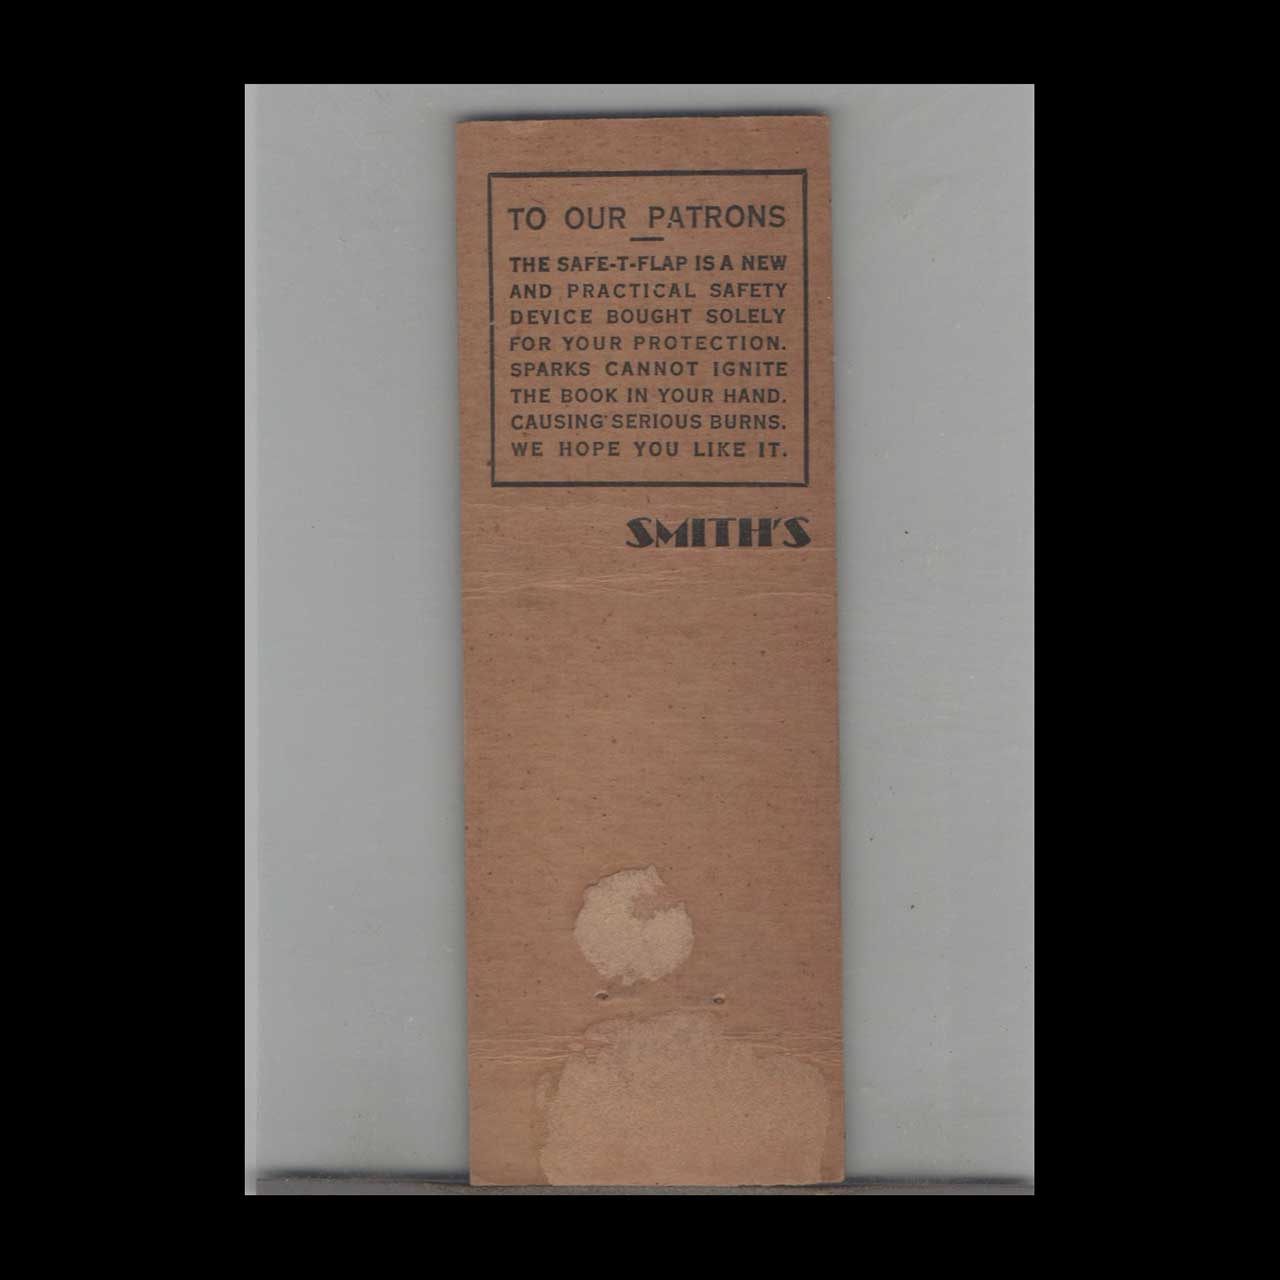 TO OUR PATRONS
THE SAFE-T-FLAP IS A NEW
AND PRACTICAL SAFETY
DEVICE BOUGHT SOLELY
FOR YOUR PROTECTION.
SPARKS CANNOT IGNITE
THE BOOK IN YOUR HAND.
CAUSING SERIOUS BURNS.
WE HOPE YOU LIKE IT.
SMITH'S